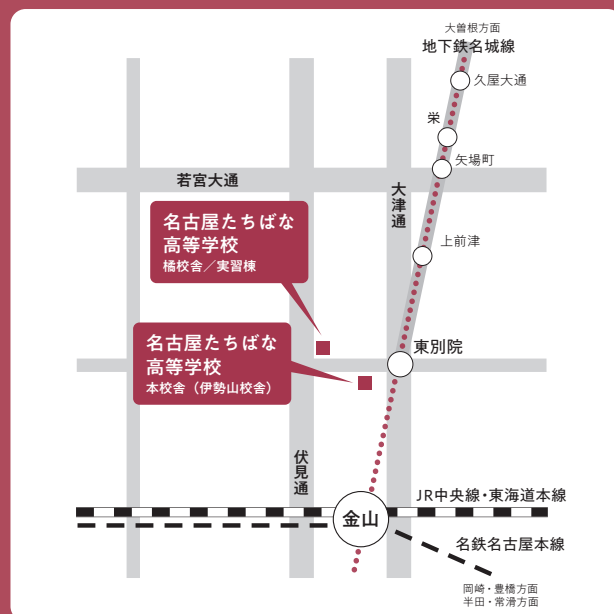 大曽根方面
地下鉄名城線
久屋大通
栄
矢場町
若宮大通
大津通
名古屋たちばな
高等学校
橘校舎／実習棟
上前津
名古屋たちばな
高等学校
本校舎（伊勢山校舎）
東別院
伏見通
JR中央線・東海道本線
金山
名鉄名古屋本線
岡崎・豊橋方面
半田・常滑方面